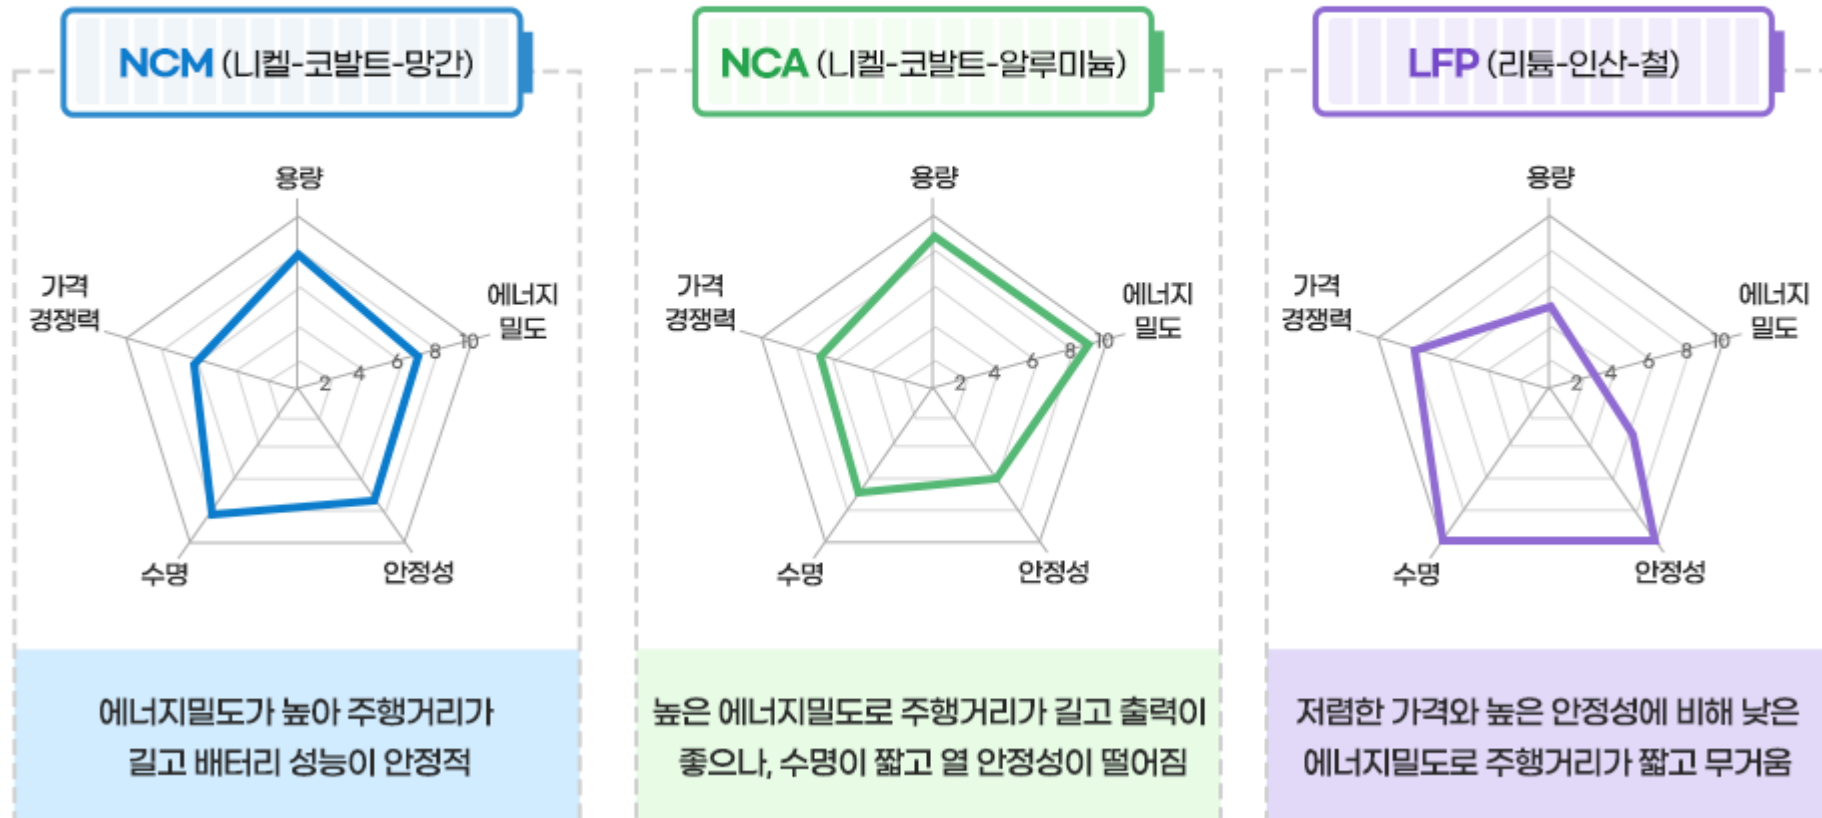 NCM (니켈-코발트-망간)
용량
에너지
밀도
가격
경쟁력
2 4 6 8 10
수명
안정성
에너지밀도가 높아 주행거리가
길고 배터리 성능이 안정적
NCA (니켈-코발트-알루미늄)
용량
에너지
밀도
가격
경쟁력
2 4 6 8 10
수명
안정성
높은 에너지밀도로 주행거리가 길고 출력이
좋으나, 수명이 짧고 열 안정성이 떨어짐
LFP (리튬-인산-철)
용량
에너지
밀도
가격
경쟁력
2 4 6 8 10
수명
안정성
저렴한 가격와 높은 안정성에 비해 낮은
에너지밀도로 주행거리가 짧고 무거움